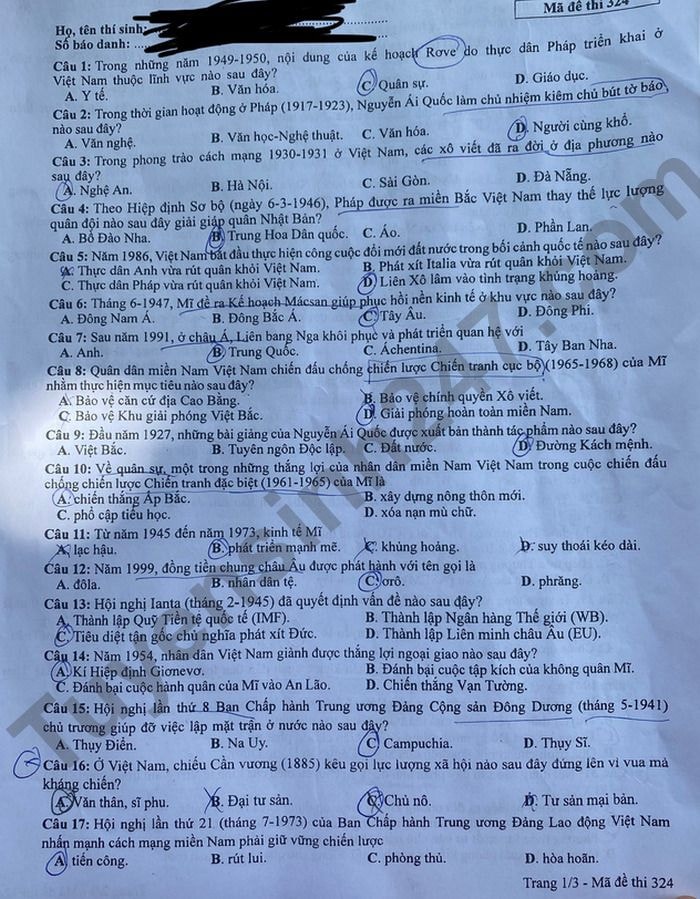 Mã đề thi 324
Họ, tên thí sinh:
Số báo danh:
Câu 1: Trong những năm 1949-1950, nội dung của kế hoạch Rơve do thực dân Pháp triển khai ở
Việt Nam thuộc lĩnh vực nào sau đây?
A. Y tế. B. Văn hóa. C. Quân sự. D. Giáo dục.
Câu 2: Trong thời gian hoạt động ở Pháp (1917-1923), Nguyễn Ái Quốc làm chủ nhiệm kiêm chủ bút tờ báo
nào sau đây?
A. Văn nghệ. B. Văn học-Nghệ thuật. C. Văn hóa. D. Người cùng khổ.
Câu 3: Trong phong trào cách mạng 1930-1931 ở Việt Nam, các xô viết đã ra đời ở địa phương nào
sau đây?
A. Nghệ An. B. Hà Nội. C. Sài Gòn. D. Đà Nẵng.
Câu 4: Theo Hiệp định Sơ bộ (ngày 6-3-1946), Pháp được ra miền Bắc Việt Nam thay thế lực lượng
quân đội nào sau đây giải giáp quân Nhật Bản?
A. Bồ Đào Nha. B. Trung Hoa Dân quốc. C. Áo. D. Phần Lan.
Câu 5: Năm 1986, Việt Nam bắt đầu thực hiện công cuộc đổi mới đất nước trong bối cảnh quốc tế nào sau đây?
A. Thực dân Anh vừa rút quân khỏi Việt Nam. B. Phát xít Italia vừa rút quân khỏi Việt Nam.
C. Thực dân Pháp vừa rút quân khỏi Việt Nam. D. Liên Xô lâm vào tình trạng khủng hoảng.
Câu 6: Tháng 6-1947, Mĩ đề ra Kế hoạch Mácsan giúp phục hồi nền kinh tế ở khu vực nào sau đây?
A. Đông Nam Á. B. Đông Bắc Á. C. Tây Âu. D. Đông Phi.
Câu 7: Sau năm 1991, ở châu Á, Liên bang Nga khôi phục và phát triển quan hệ với
A. Anh. B. Trung Quốc. C. Áchentina. D. Tây Ban Nha.
Câu 8: Quân dân miền Nam Việt Nam chiến đấu chống chiến lược Chiến tranh cục bộ (1965-1968) của Mĩ
nhằm thực hiện mục tiêu nào sau đây?
A. Bảo vệ căn cứ địa Cao Bằng. B. Bảo vệ chính quyền Xô viết.
C. Bảo vệ Khu giải phóng Việt Bắc. D. Giải phóng hoàn toàn miền Nam.
Câu 9: Đầu năm 1927, những bài giảng của Nguyễn Ái Quốc được xuất bản thành tác phẩm nào sau đây?
A. Việt Bắc. B. Tuyên ngôn Độc lập. C. Đất nước. D. Đường Kách mệnh.
Câu 10: Về quân sự, một trong những thắng lợi của nhân dân miền Nam Việt Nam trong cuộc chiến đấu
chống chiến lược Chiến tranh đặc biệt (1961-1965) của Mĩ là
A. chiến thắng Ấp Bắc. B. xây dựng nông thôn mới.
C. phổ cập tiểu học. D. xóa nạn mù chữ.
Câu 11: Từ năm 1945 đến năm 1973, kinh tế Mĩ
A. lạc hậu. B. phát triển mạnh mẽ. C. khủng hoảng. D. suy thoái kéo dài.
Câu 12: Năm 1999, đồng tiền chung châu Âu được phát hành với tên gọi là
A. đôla. B. nhân dân tệ. C. ơrô. D. phrăng.
Câu 13: Hội nghị Ianta (tháng 2-1945) đã quyết định vấn đề nào sau đây?
A. Thành lập Quỹ Tiền tệ quốc tế (IMF). B. Thành lập Ngân hàng Thế giới (WB).
C. Tiêu diệt tận gốc chủ nghĩa phát xít Đức. D. Thành lập Liên minh châu Âu (EU).
Câu 14: Năm 1954, nhân dân Việt Nam giành được thắng lợi ngoại giao nào sau đây?
A. Kí Hiệp định Giơnevơ. B. Đánh bại cuộc tập kích của không quân Mĩ.
C. Đánh bại cuộc hành quân của Mĩ vào An Lão. D. Chiến thắng Vạn Tường.
Câu 15: Hội nghị lần thứ 8 Ban Chấp hành Trung ương Đảng Cộng sản Đông Dương (tháng 5-1941)
chủ trương giúp đỡ việc lập mặt trận ở nước nào sau đây?
A. Thụy Điển. B. Na Uy. C. Campuchia. D. Thụy Sĩ.
Câu 16: Ở Việt Nam, chiếu Cần vương (1885) kêu gọi lực lượng xã hội nào sau đây đứng lên vì vua mà
kháng chiến?
A. Văn thân, sĩ phu. B. Đại tư sản. C. Chủ nô. D. Tư sản mại bản.
Câu 17: Hội nghị lần thứ 21 (tháng 7-1973) của Ban Chấp hành Trung ương Đảng Lao động Việt Nam
nhấn mạnh cách mạng miền Nam phải giữ vững chiến lược
A. tiến công. B. rút lui. C. phòng thủ. D. hòa hoãn.
Trang 1/3 - Mã đề thi 324
Tuyensinh247.com